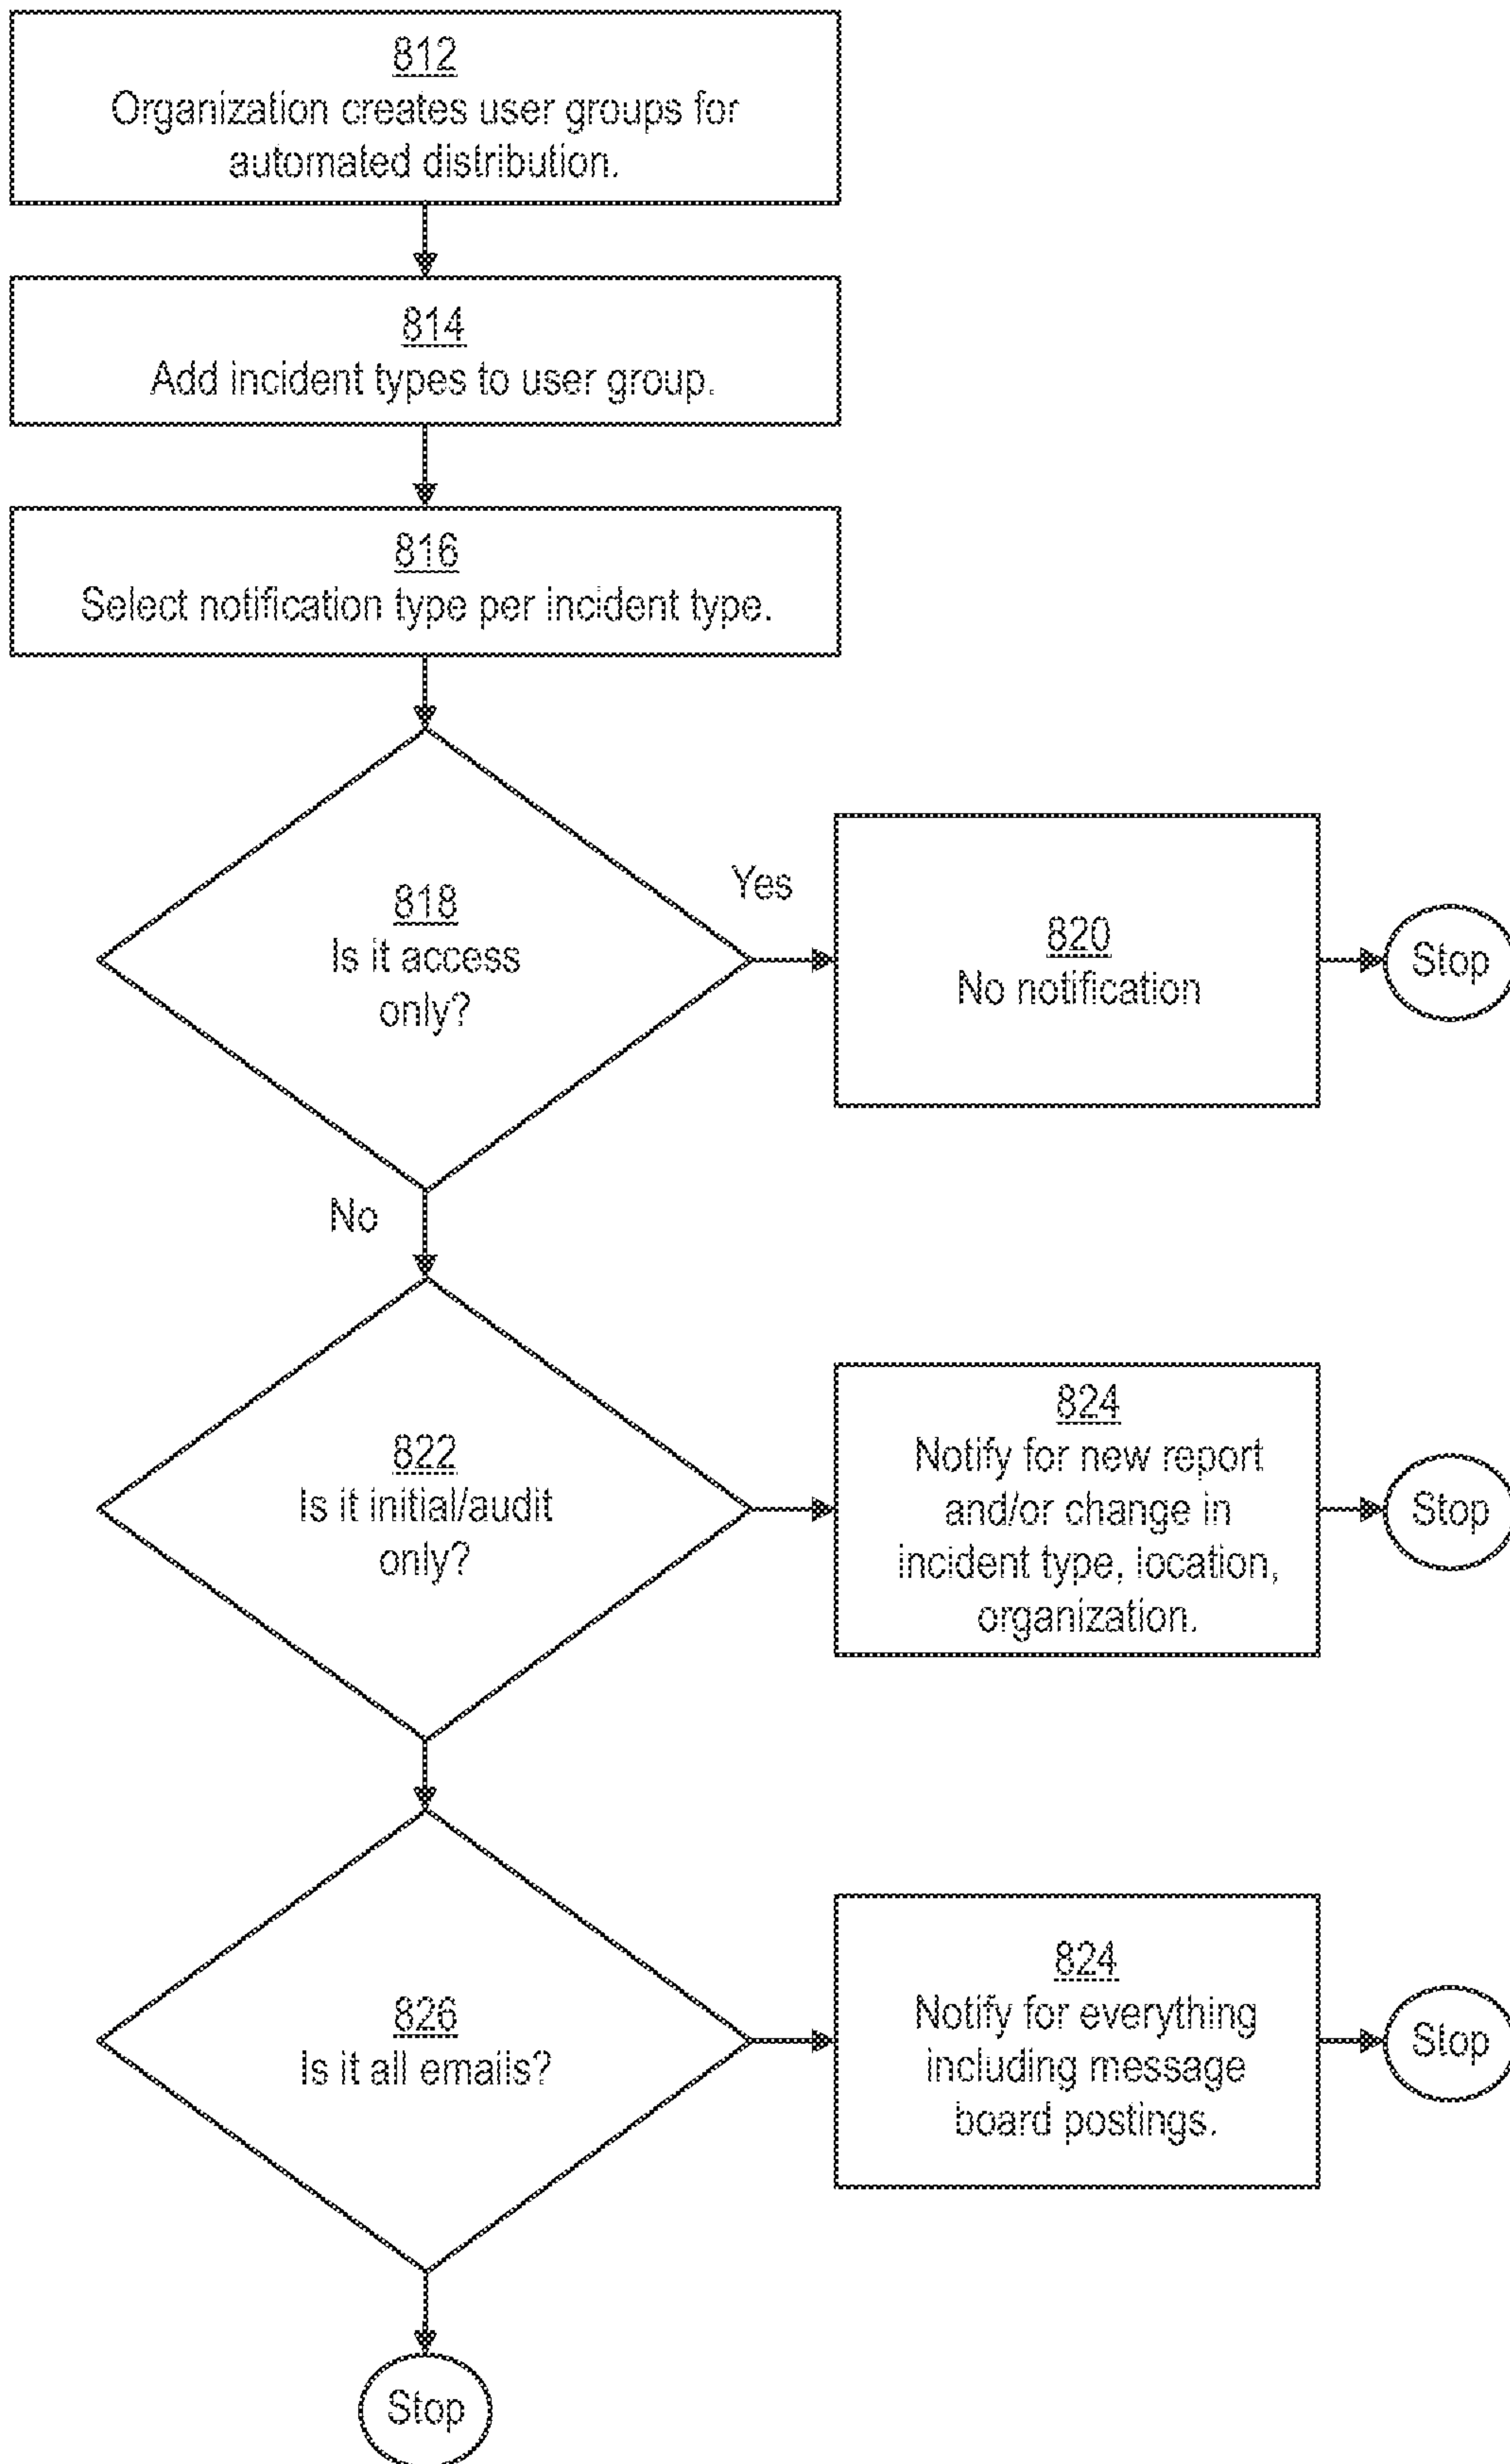 812
Organization creates user groups for
automated distribution.
814
Add incident types to user group.
816
Select notification type per incident type.
818
Is it access
only?
Yes
820
No notification
Stop
No
822
Is it initial/audit
only?
824
Notify for new report
and/or change in
incident type, location,
organization.
Stop
826
Is it all emails?
824
Notify for everything
including message
board postings.
Stop
Stop